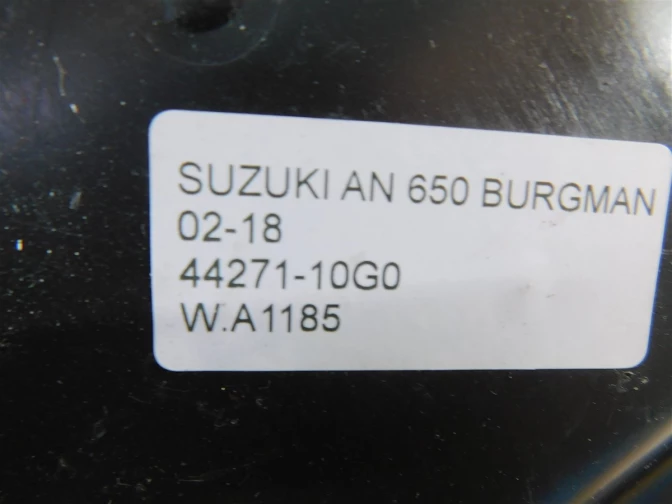 SUZUKI AN 650 BURGMAN
02-18
44271-10G0
W.A1185